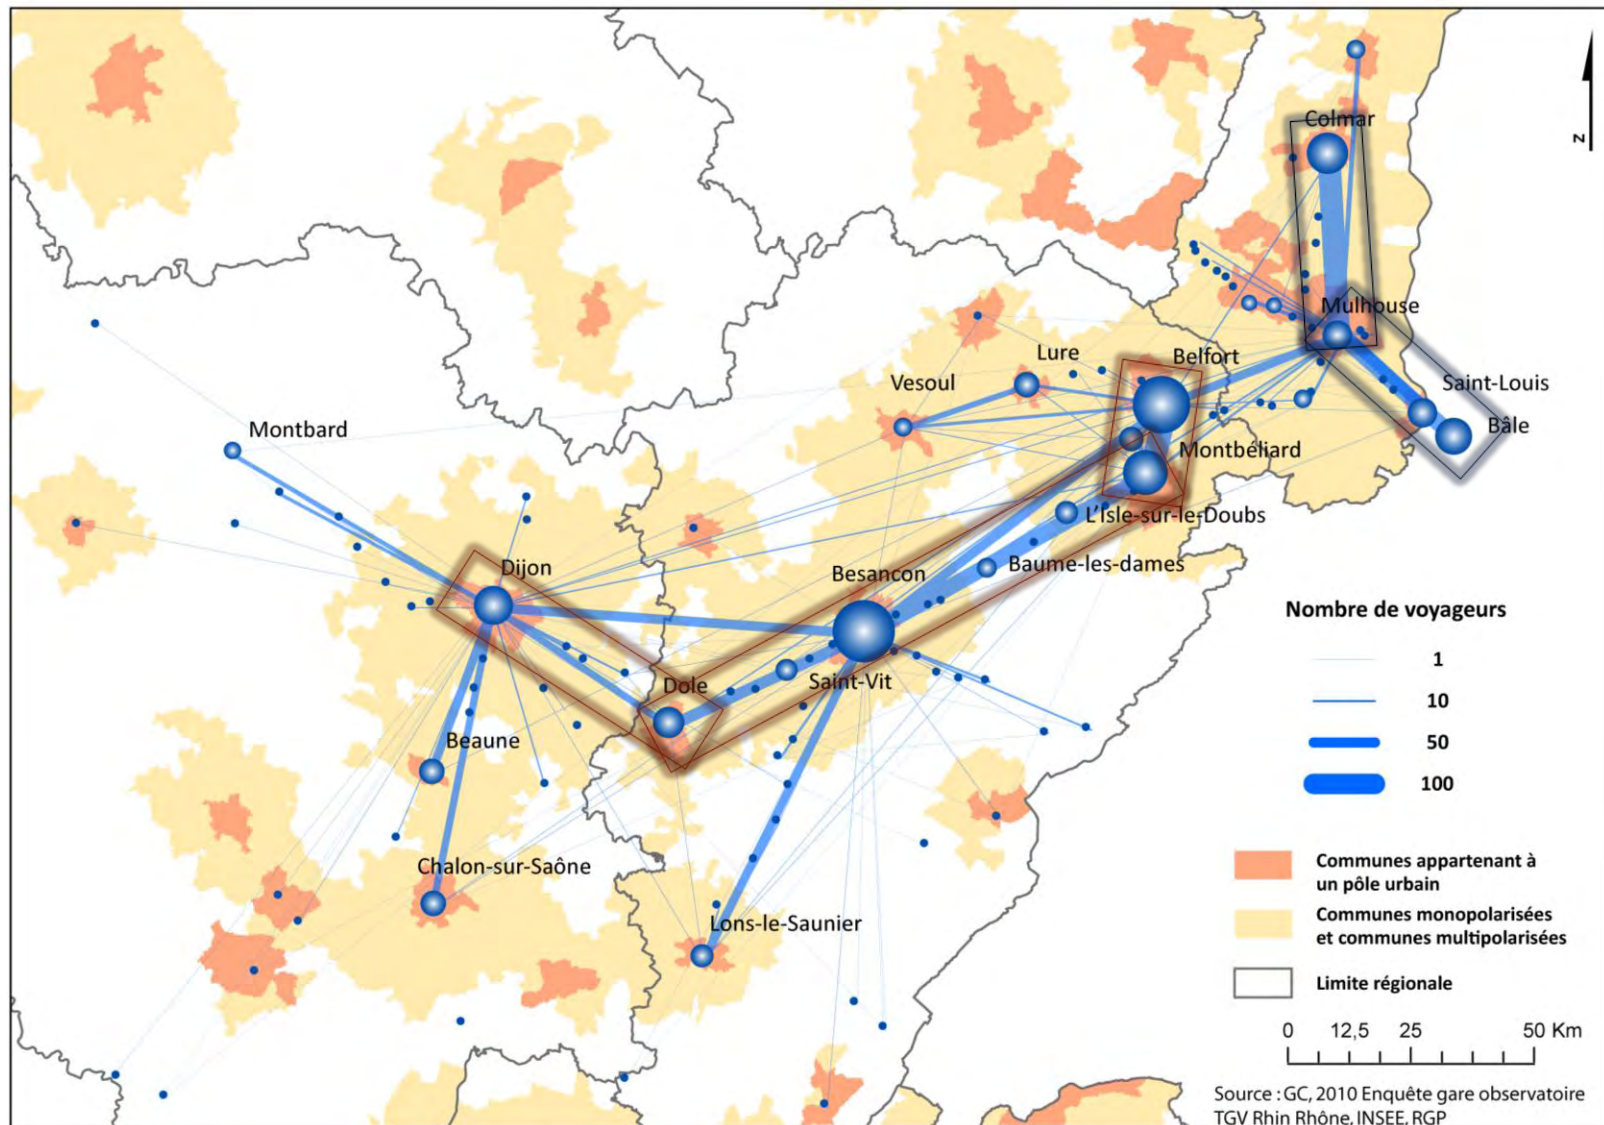 Colmar
Mulhouse
Lure
Belfort
Vesoul
Saint-Louis
Bâle
Montbard
Montbéliard
L'Isle-sur-le-Doubs
Dijon
Besancon
Baume-les-dames
Dole
Saint-Vit
Beaune
Chalon-sur-Saône
Lons-le-Saunier
N
Nombre de voyageurs
1
10
50
100
Communes appartenant à
un pôle urbain
Communes monopolarisées
et communes multipolarisées
Limite régionale
0 12,5 25 50 Km
Source : GC, 2010 Enquête gare observatoire
TGV Rhin Rhône, INSEE, RGP